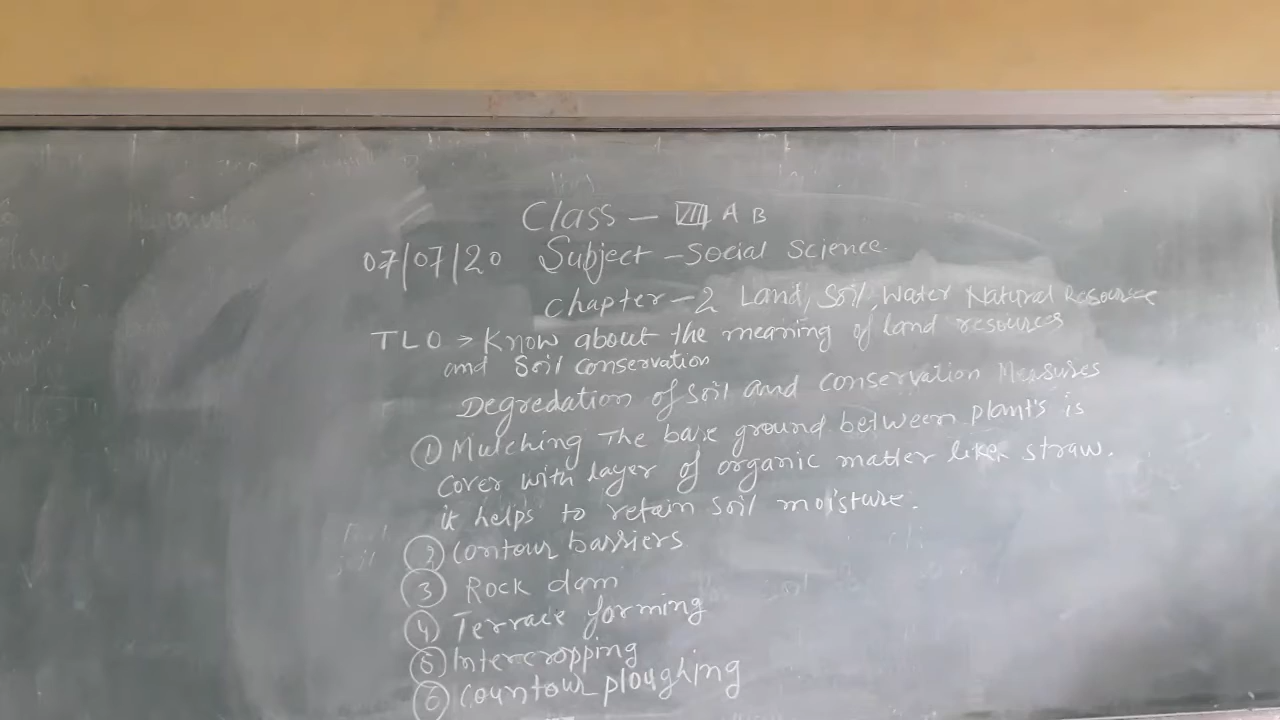 Class - VIII A B
07/07/20 Subject - Social Science.
Chapter - 2 Land, Soil, Water Natural Resource
TLO > Know about the meaning of land resources
and Soil conservation
Degredation of soil and conservation Measures
① Mulching The bare ground between plant's is
cover with layer of organic matter like straw.
it helps to retain soil moisture.
② Contour barriers
③ Rock dam
④ Terrace forming
⑤ Intercropping
⑥ Countour ploughing